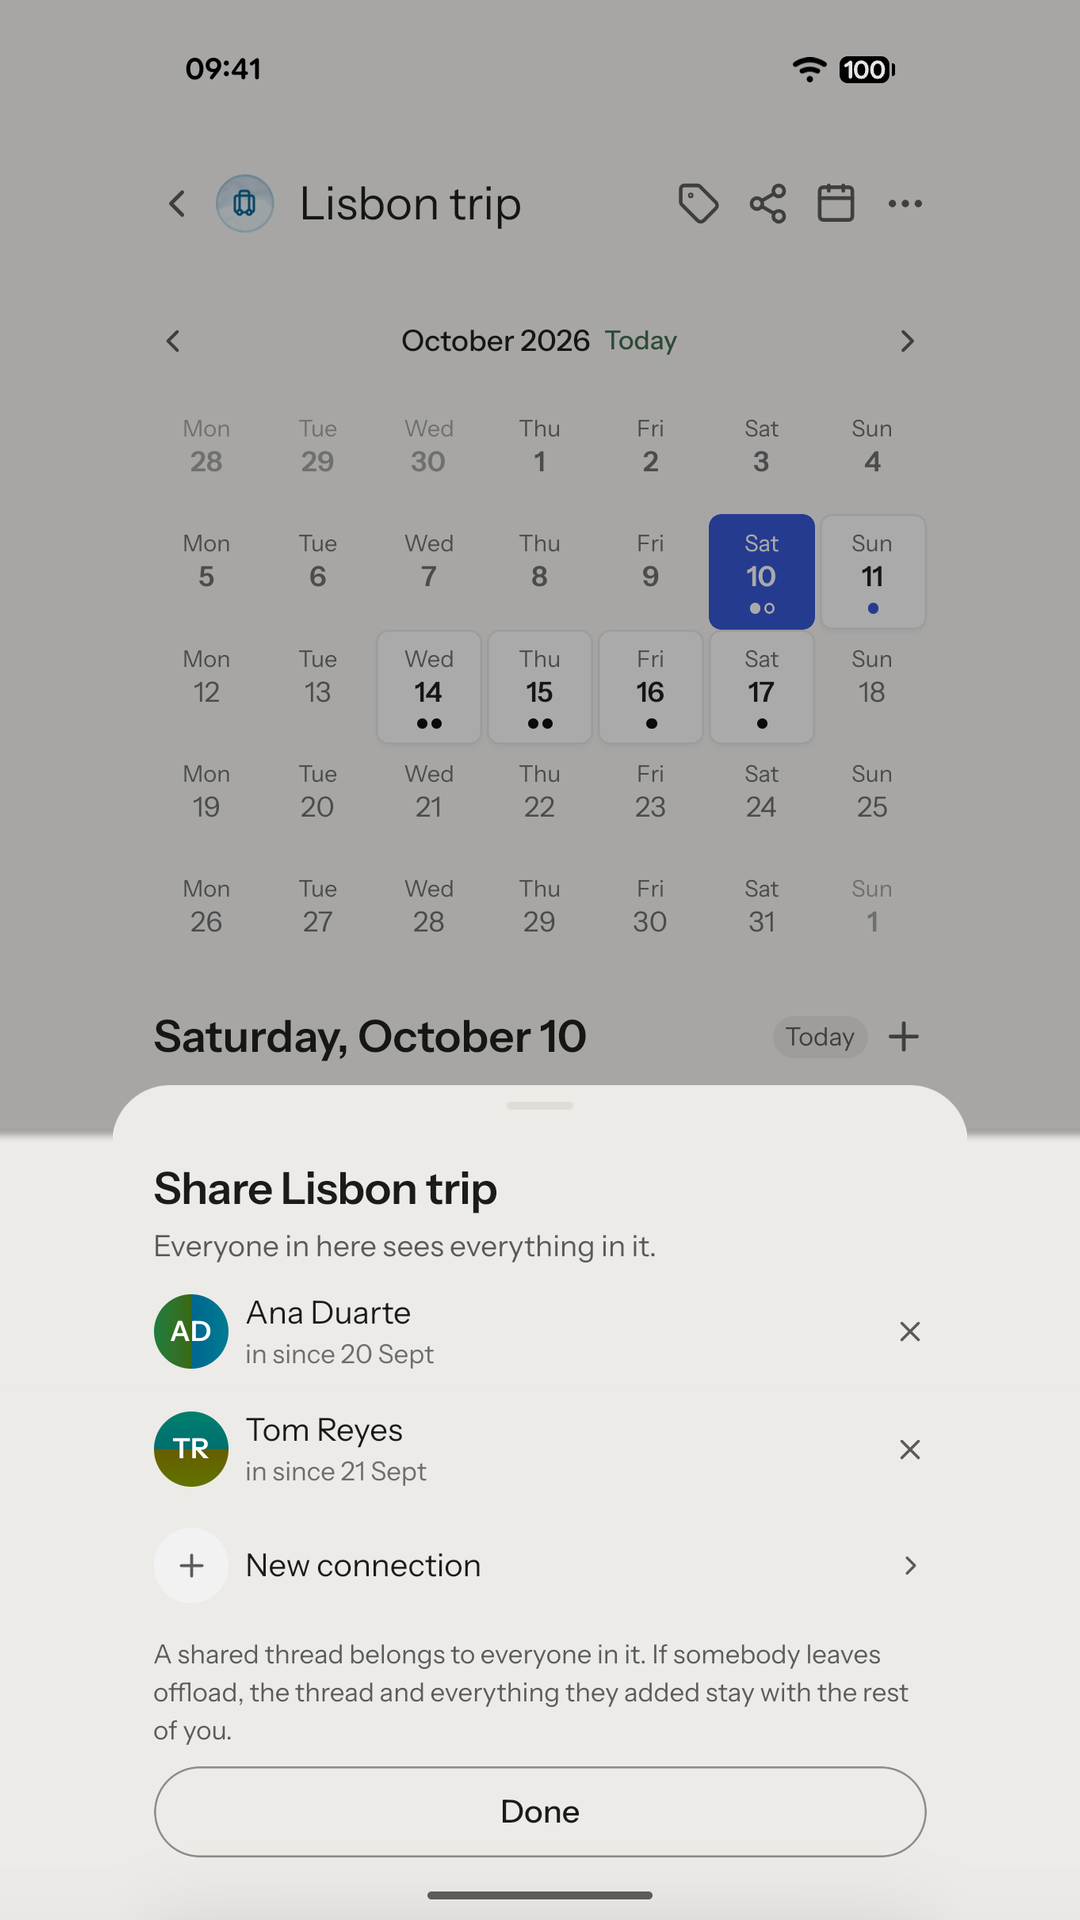 09:41
100
Lisbon trip
October 2026 Today
Mon Tue Wed Thu Fri Sat Sun
28 29 30 1 2 3 4
Mon Tue Wed Thu Fri Sat Sun
5 6 7 8 9 10 11
Mon Tue Wed Thu Fri Sat Sun
12 13 14 15 16 17 18
Mon Tue Wed Thu Fri Sat Sun
19 20 21 22 23 24 25
Mon Tue Wed Thu Fri Sat Sun
26 27 28 29 30 31 1
Saturday, October 10 Today
Share Lisbon trip
Everyone in here sees everything in it.
AD Ana Duarte
in since 20 Sept
TR Tom Reyes
in since 21 Sept
New connection
A shared thread belongs to everyone in it. If somebody leaves
offload, the thread and everything they added stay with the rest
of you.
Done